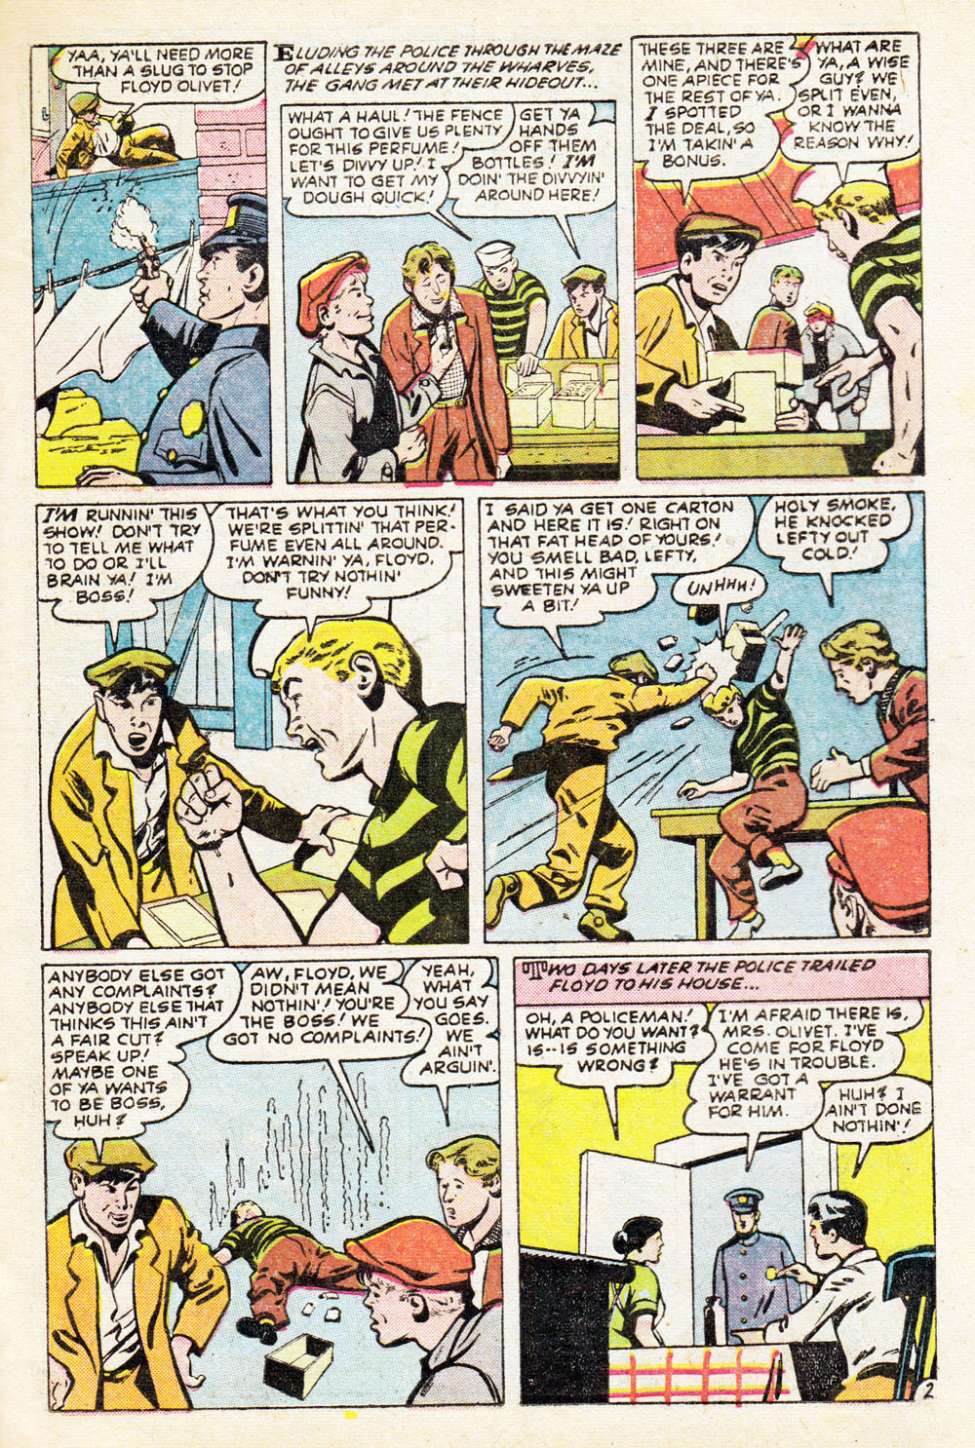 YAA, YA'LL NEED MORE
THAN A SLUG TO STOP
FLOYD OLIVET!
ELUDING THE POLICE THROUGH THE MAZE
OF ALLEYS AROUND THE WHARVES,
THE GANG MET AT THEIR HIDEOUT...
WHAT A HAUL! THE FENCE
OUGHT TO GIVE US PLENTY
FOR THIS PERFUME!
LET'S DIVVY UP! I
WANT TO GET MY
DOUGH QUICK!
GET YA
HANDS
OFF THEM
BOTTLES! I'M
DOIN' THE DIVVYIN'
AROUND HERE!
THESE THREE ARE
MINE, AND THERE'S
ONE APIECE FOR
THE REST OF YA.
I SPOTTED
THE DEAL, SO
I'M TAKIN' A
BONUS.
WHAT ARE
YA, A WISE
GUY? WE
SPLIT EVEN,
OR I WANNA
KNOW THE
REASON WHY!
I'M RUNNIN' THIS
SHOW! DON'T TRY
TO TELL ME WHAT
TO DO OR I'LL
BRAIN YA! I'M
BOSS!
THAT'S WHAT YOU THINK!
WE'RE SPLITTIN' THAT PER-
FUME EVEN ALL AROUND.
I'M WARNIN' YA, FLOYD,
DON'T TRY NOTHIN'
FUNNY!
I SAID YA GET ONE CARTON
AND HERE IT IS! RIGHT ON
THAT FAT HEAD OF YOURS!
YOU SMELL BAD, LEFTY,
AND THIS MIGHT
SWEETEN YA UP
A BIT!
UNHHH!
HOLY SMOKE,
HE KNOCKED
LEFTY OUT
COLD!
ANYBODY ELSE GOT
ANY COMPLAINTS?
ANYBODY ELSE THAT
THINKS THIS AIN'T
A FAIR CUT?
SPEAK UP!
MAYBE ONE
OF YA WANTS
TO BE BOSS,
HUH?
AW, FLOYD, WE
DIDN'T MEAN
NOTHIN'! YOU'RE
THE BOSS! WE
GOT NO COMPLAINTS!
YEAH,
WHAT
YOU SAY
GOES.
WE
AIN'T
ARGUIN'.
TWO DAYS LATER THE POLICE TRAILED
FLOYD TO HIS HOUSE...
OH, A POLICEMAN!
WHAT DO YOU WANT?
IS--IS SOMETHING
WRONG?
I'M AFRAID THERE IS,
MRS. OLIVET. I'VE
COME FOR FLOYD
HE'S IN TROUBLE.
I'VE GOT A
WARRANT
FOR HIM.
HUH? I
AIN'T DONE
NOTHIN'!
2